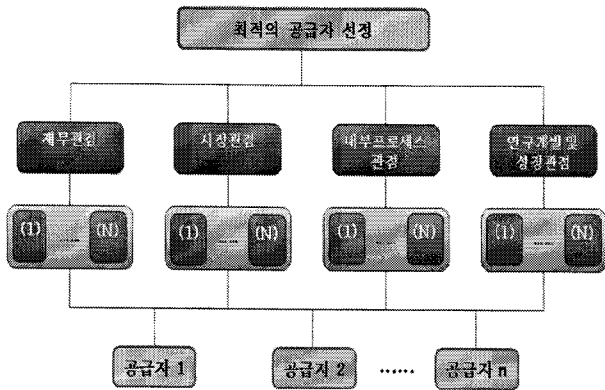 최적의 공급자 선정
재무관점
시장관점
내부프로세스
관점
연구개발 및
성장관점
(1) ...... (N)
(1) ...... (N)
(1) ...... (N)
(1) ...... (N)
공급자 1
공급자 2
......
공급자 n